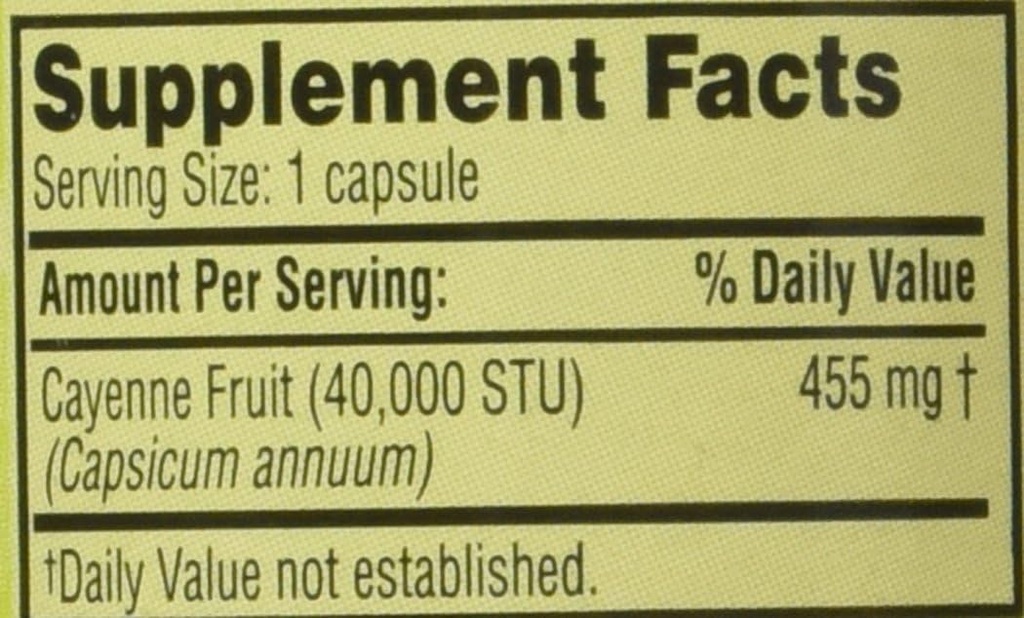 Supplement Facts
Serving Size: 1 capsule
Amount Per Serving: % Daily Value
Cayenne Fruit (40,000 STU) 455 mg †
(Capsicum annuum)
†Daily Value not established.